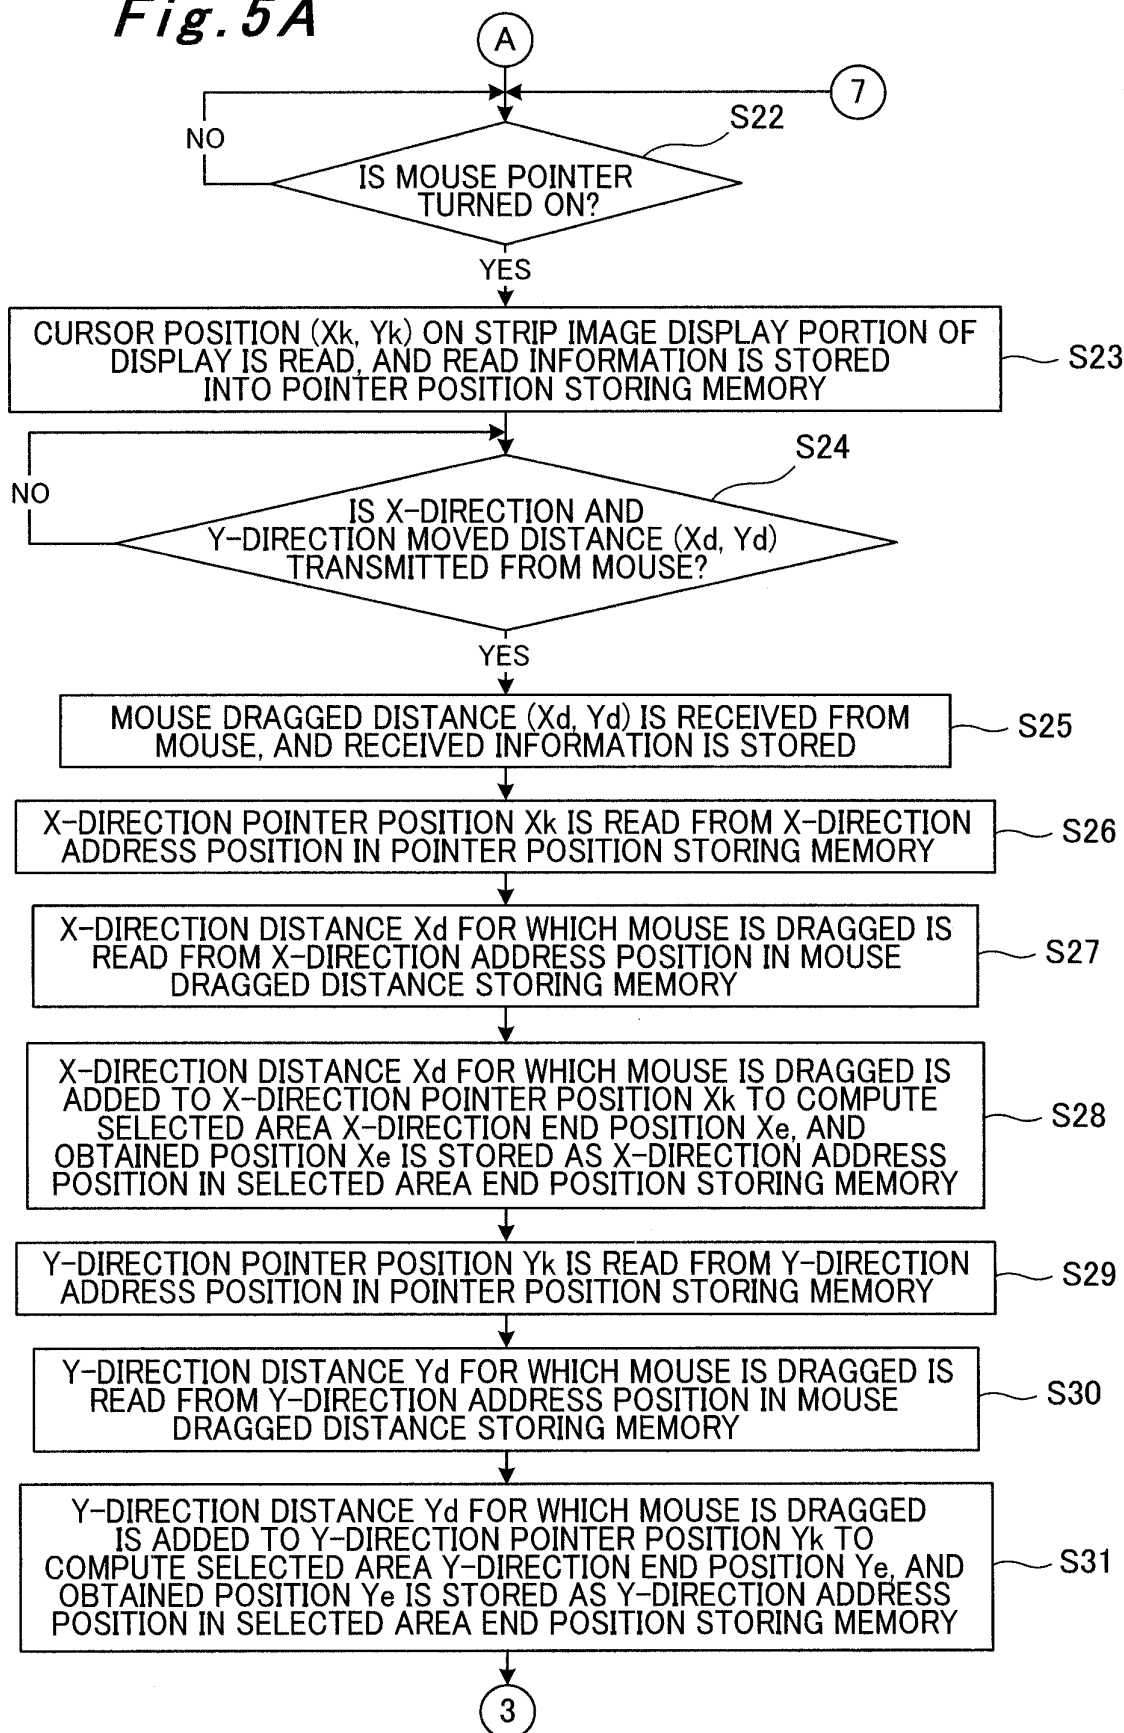 Fig. 5A
A
7
NO
S22
IS MOUSE POINTER
TURNED ON?
YES
CURSOR POSITION (Xk, Yk) ON STRIP IMAGE DISPLAY PORTION OF
DISPLAY IS READ, AND READ INFORMATION IS STORED
INTO POINTER POSITION STORING MEMORY
S23
S24
NO
IS X-DIRECTION AND
Y-DIRECTION MOVED DISTANCE (Xd, Yd)
TRANSMITTED FROM MOUSE?
YES
MOUSE DRAGGED DISTANCE (Xd, Yd) IS RECEIVED FROM
MOUSE, AND RECEIVED INFORMATION IS STORED
S25
X-DIRECTION POINTER POSITION Xk IS READ FROM X-DIRECTION
ADDRESS POSITION IN POINTER POSITION STORING MEMORY
S26
X-DIRECTION DISTANCE Xd FOR WHICH MOUSE IS DRAGGED IS
READ FROM X-DIRECTION ADDRESS POSITION IN MOUSE
DRAGGED DISTANCE STORING MEMORY
S27
X-DIRECTION DISTANCE Xd FOR WHICH MOUSE IS DRAGGED IS
ADDED TO X-DIRECTION POINTER POSITION Xk TO COMPUTE
SELECTED AREA X-DIRECTION END POSITION Xe, AND
OBTAINED POSITION Xe IS STORED AS X-DIRECTION ADDRESS
POSITION IN SELECTED AREA END POSITION STORING MEMORY
S28
Y-DIRECTION POINTER POSITION Yk IS READ FROM Y-DIRECTION
ADDRESS POSITION IN POINTER POSITION STORING MEMORY
S29
Y-DIRECTION DISTANCE Yd FOR WHICH MOUSE IS DRAGGED IS
READ FROM Y-DIRECTION ADDRESS POSITION IN MOUSE
DRAGGED DISTANCE STORING MEMORY
S30
Y-DIRECTION DISTANCE Yd FOR WHICH MOUSE IS DRAGGED
IS ADDED TO Y-DIRECTION POINTER POSITION Yk TO
COMPUTE SELECTED AREA Y-DIRECTION END POSITION Ye, AND
OBTAINED POSITION Ye IS STORED AS Y-DIRECTION ADDRESS
POSITION IN SELECTED AREA END POSITION STORING MEMORY
S31
3